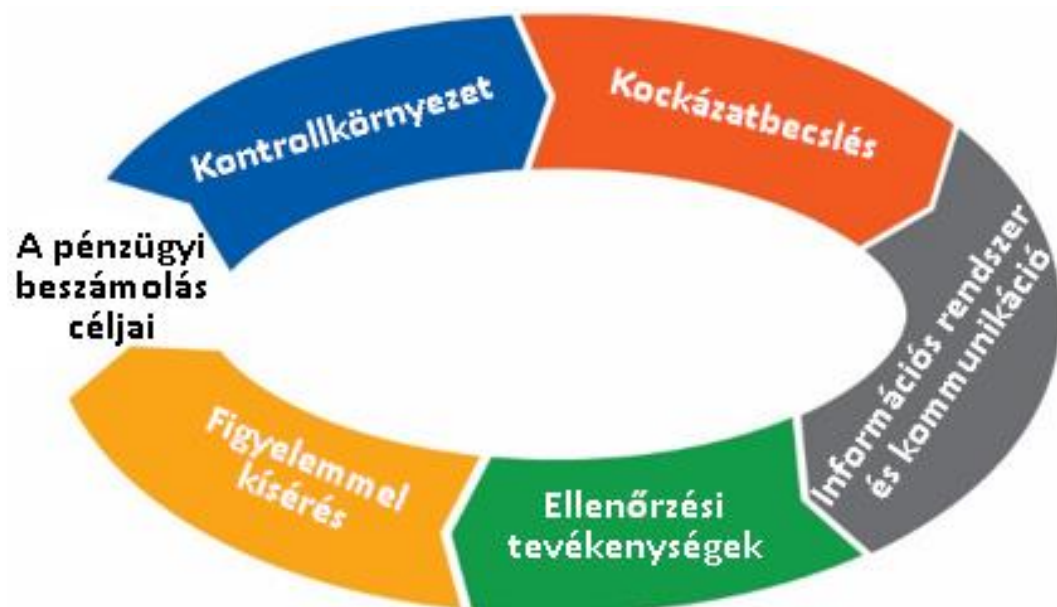 Kontrollkörnyezet
Kockázatbecslés
Információs rendszer
és kommunikáció
Ellenőrzési
tevékenységek
Figyelemmel
kísérés
A pénzügyi
beszámolás
céljai